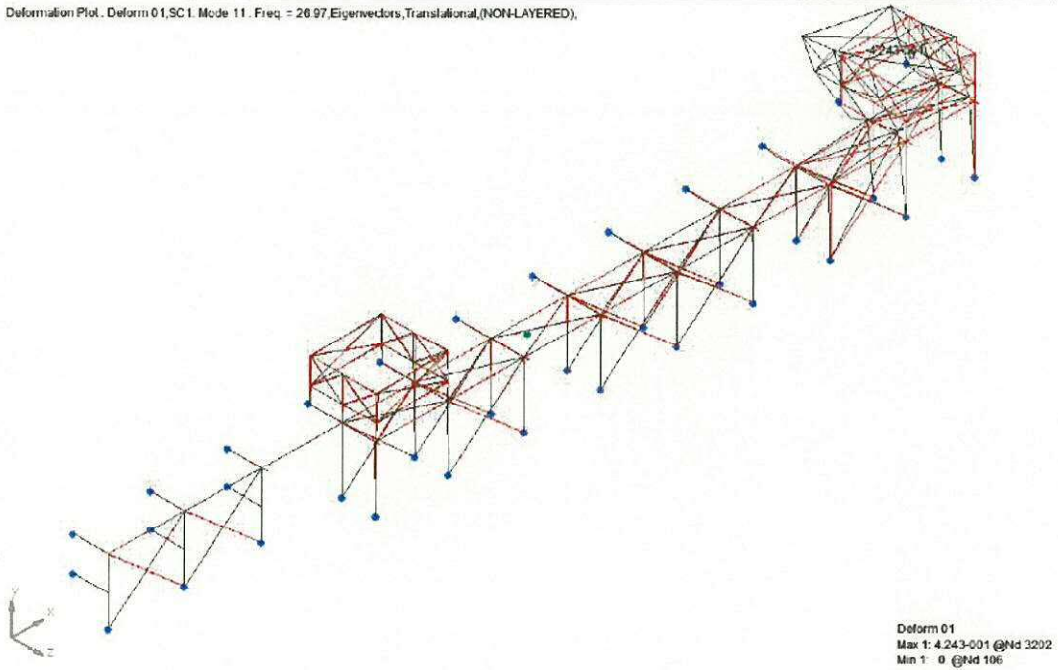 Deformation Plot. Deform 01,SC1. Mode 11. Freq. = 26.97,Eigenvectors,Translational,(NON-LAYERED),
Y
X
Z
Deform 01
Max 1: 4.243-001 @Nd 3202
Min 1: 0. @Nd 106